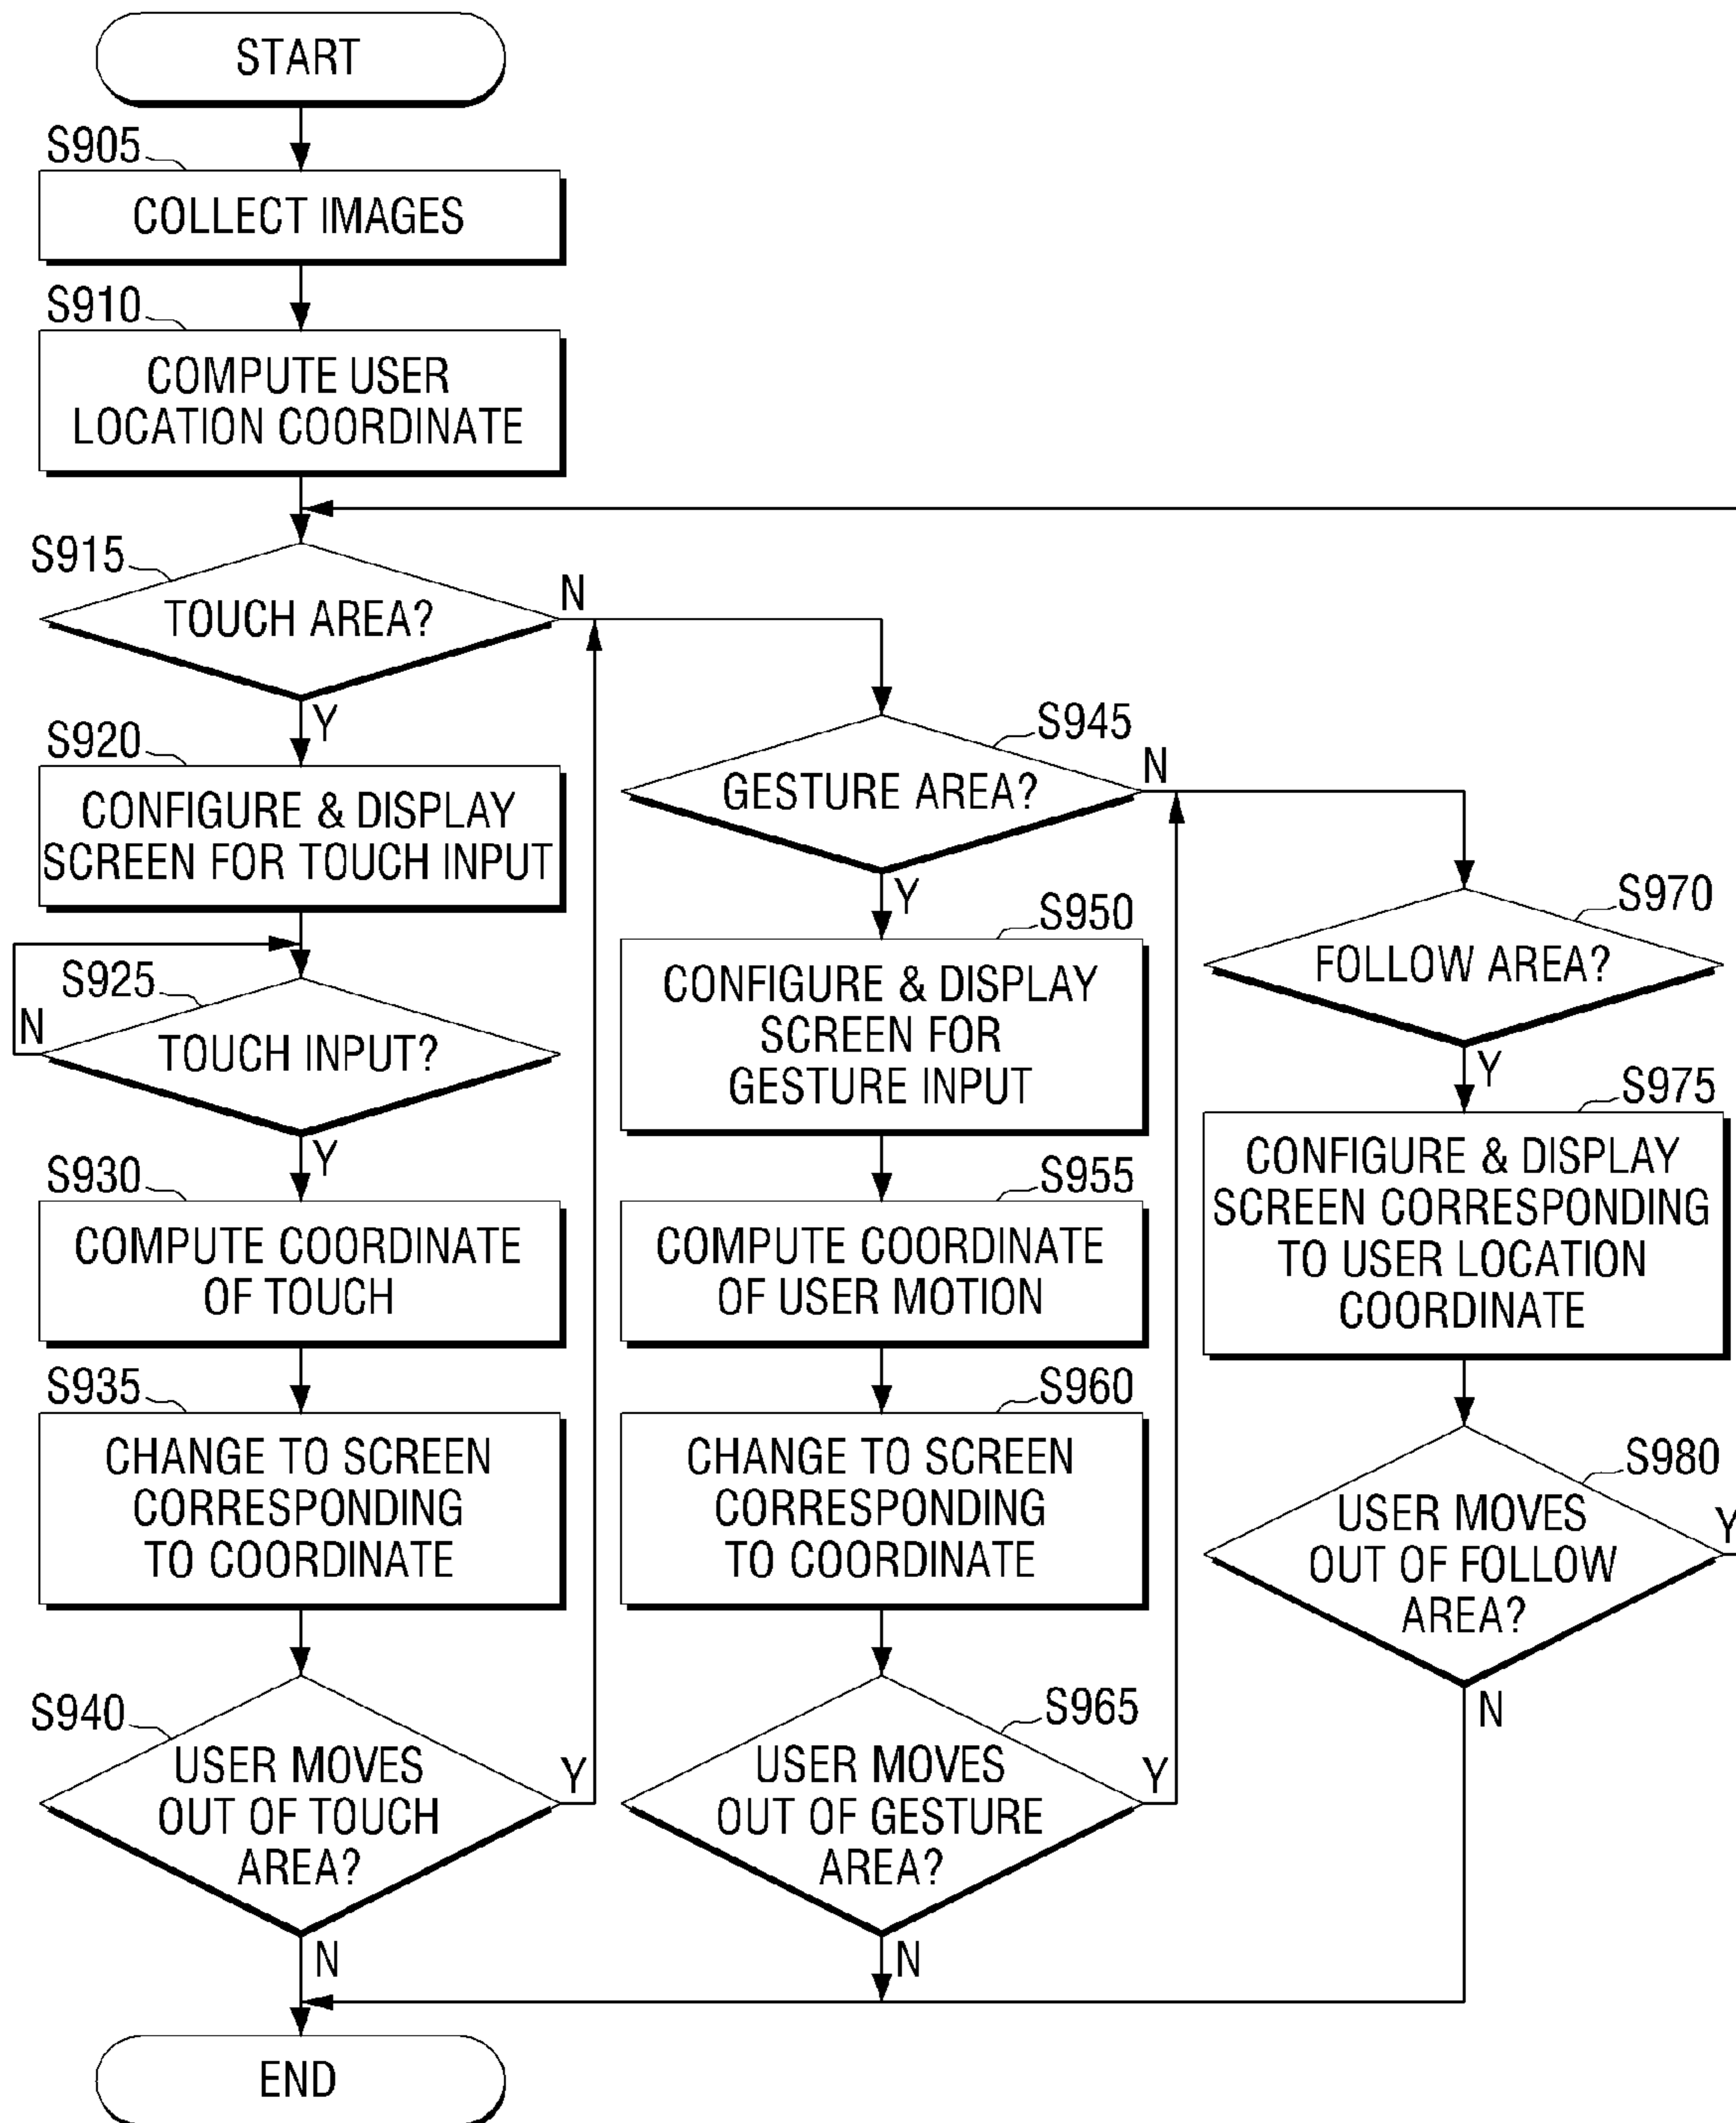 START
S905
COLLECT IMAGES
S910
COMPUTE USER
LOCATION COORDINATE
S915
TOUCH AREA?
N
Y
S920
CONFIGURE & DISPLAY
SCREEN FOR TOUCH INPUT
S925
N
TOUCH INPUT?
Y
S930
COMPUTE COORDINATE
OF TOUCH
S935
CHANGE TO SCREEN
CORRESPONDING
TO COORDINATE
S940
USER MOVES
OUT OF TOUCH
AREA?
Y
N
END
S945
GESTURE AREA?
N
Y
S950
CONFIGURE & DISPLAY
SCREEN FOR
GESTURE INPUT
S955
COMPUTE COORDINATE
OF USER MOTION
S960
CHANGE TO SCREEN
CORRESPONDING
TO COORDINATE
S965
USER MOVES
OUT OF GESTURE
AREA?
Y
N
S970
FOLLOW AREA?
Y
S975
CONFIGURE & DISPLAY
SCREEN CORRESPONDING
TO USER LOCATION
COORDINATE
S980
USER MOVES
OUT OF FOLLOW
AREA?
Y
N